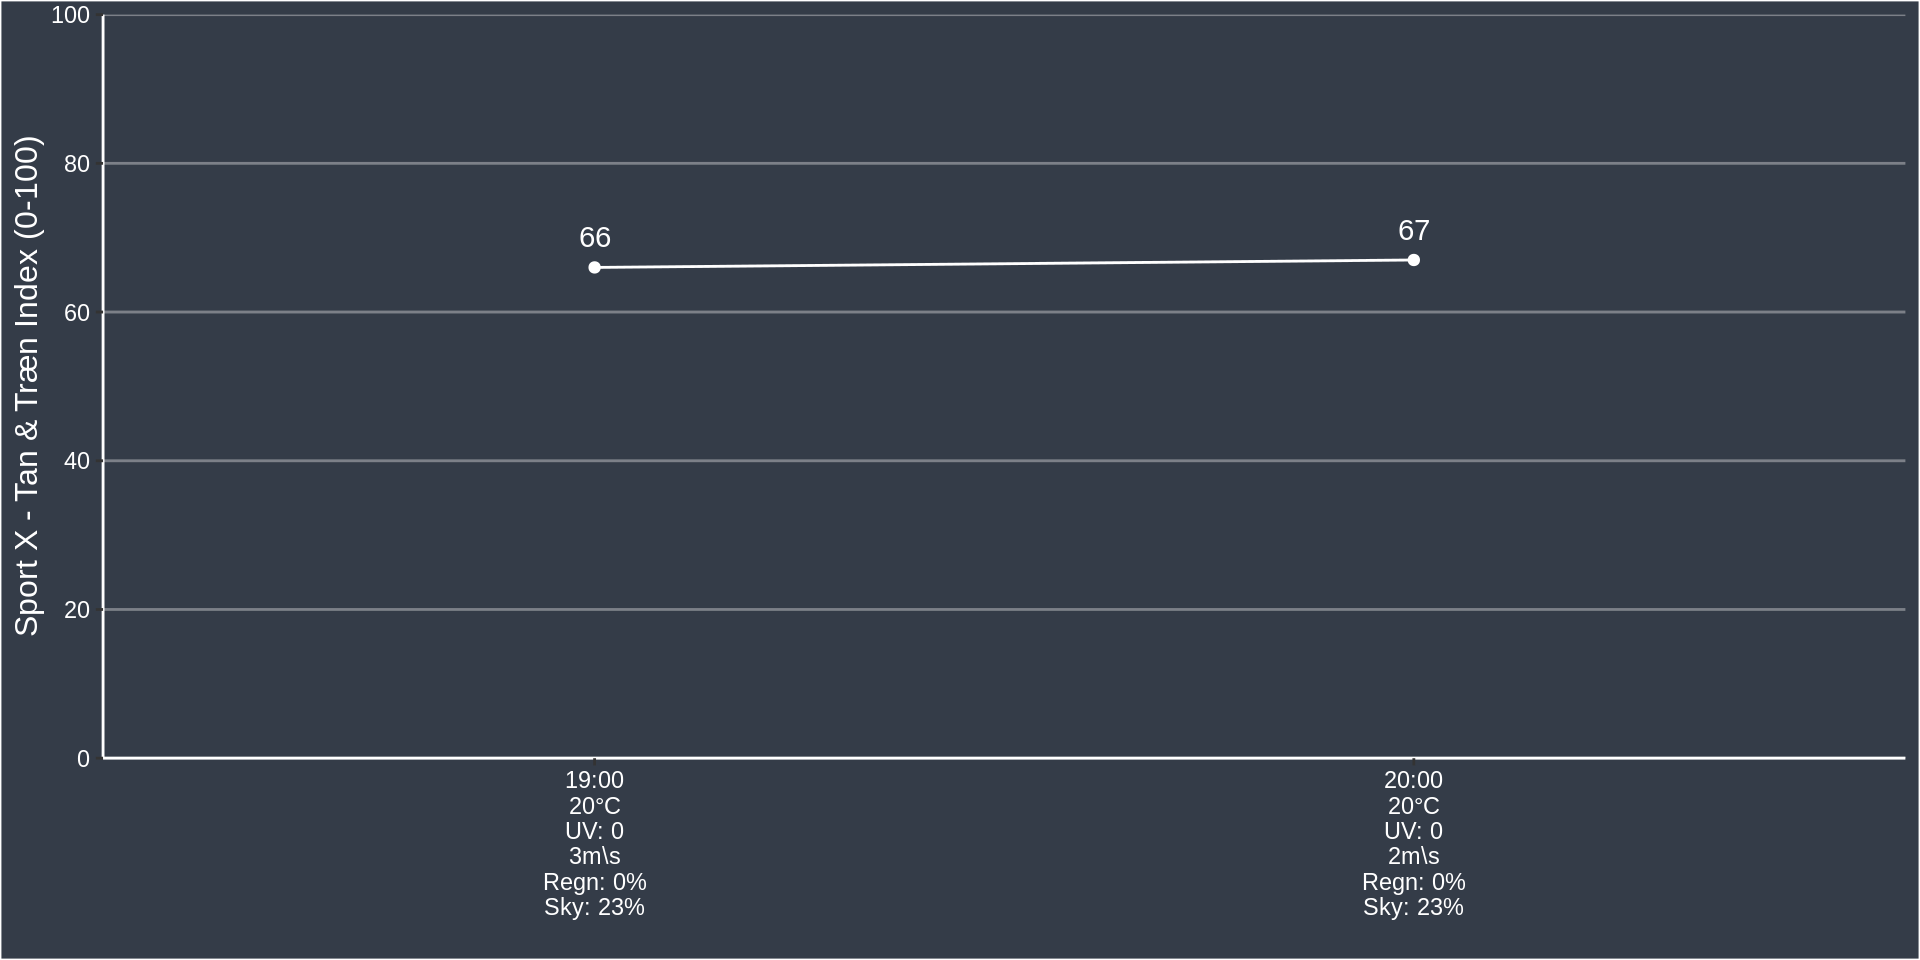 Sport X - Tan & Træn Index (0-100)
100
80
60
40
20
0
66
67
19:00
20°C
UV: 0
3m\s
Regn: 0%
Sky: 23%
20:00
20°C
UV: 0
2m\s
Regn: 0%
Sky: 23%